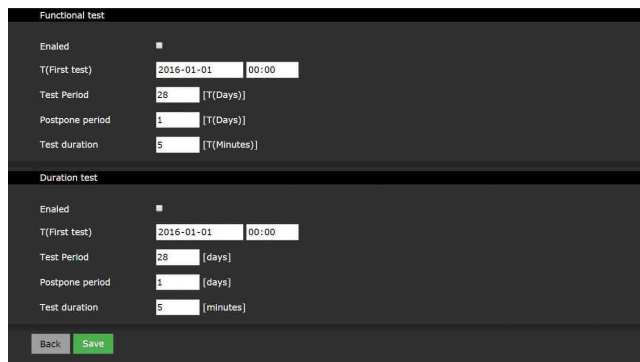 Functional test
Enaled
T(First test) 2016-01-01 00:00
Test Period 28 [T(Days)]
Postpone period 1 [T(Days)]
Test duration 5 [T(Minutes)]
Duration test
Enaled
T(First test) 2016-01-01 00:00
Test Period 28 [days]
Postpone period 1 [days]
Test duration 5 [minutes]
Back Save